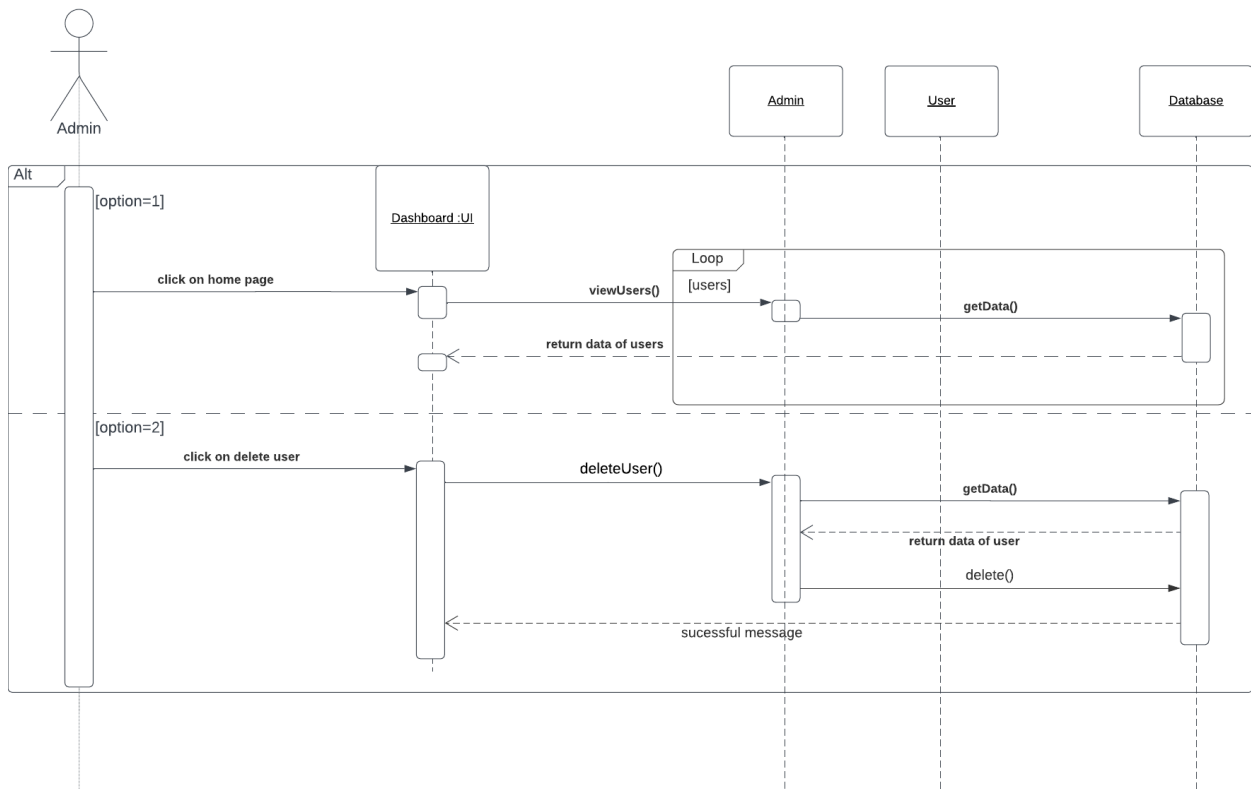 Admin
Admin
User
Database
Alt
[option=1]
Dashboard :UI
Loop
[users]
click on home page
viewUsers()
getData()
return data of users
[option=2]
click on delete user
deleteUser()
getData()
return data of user
delete()
sucessful message